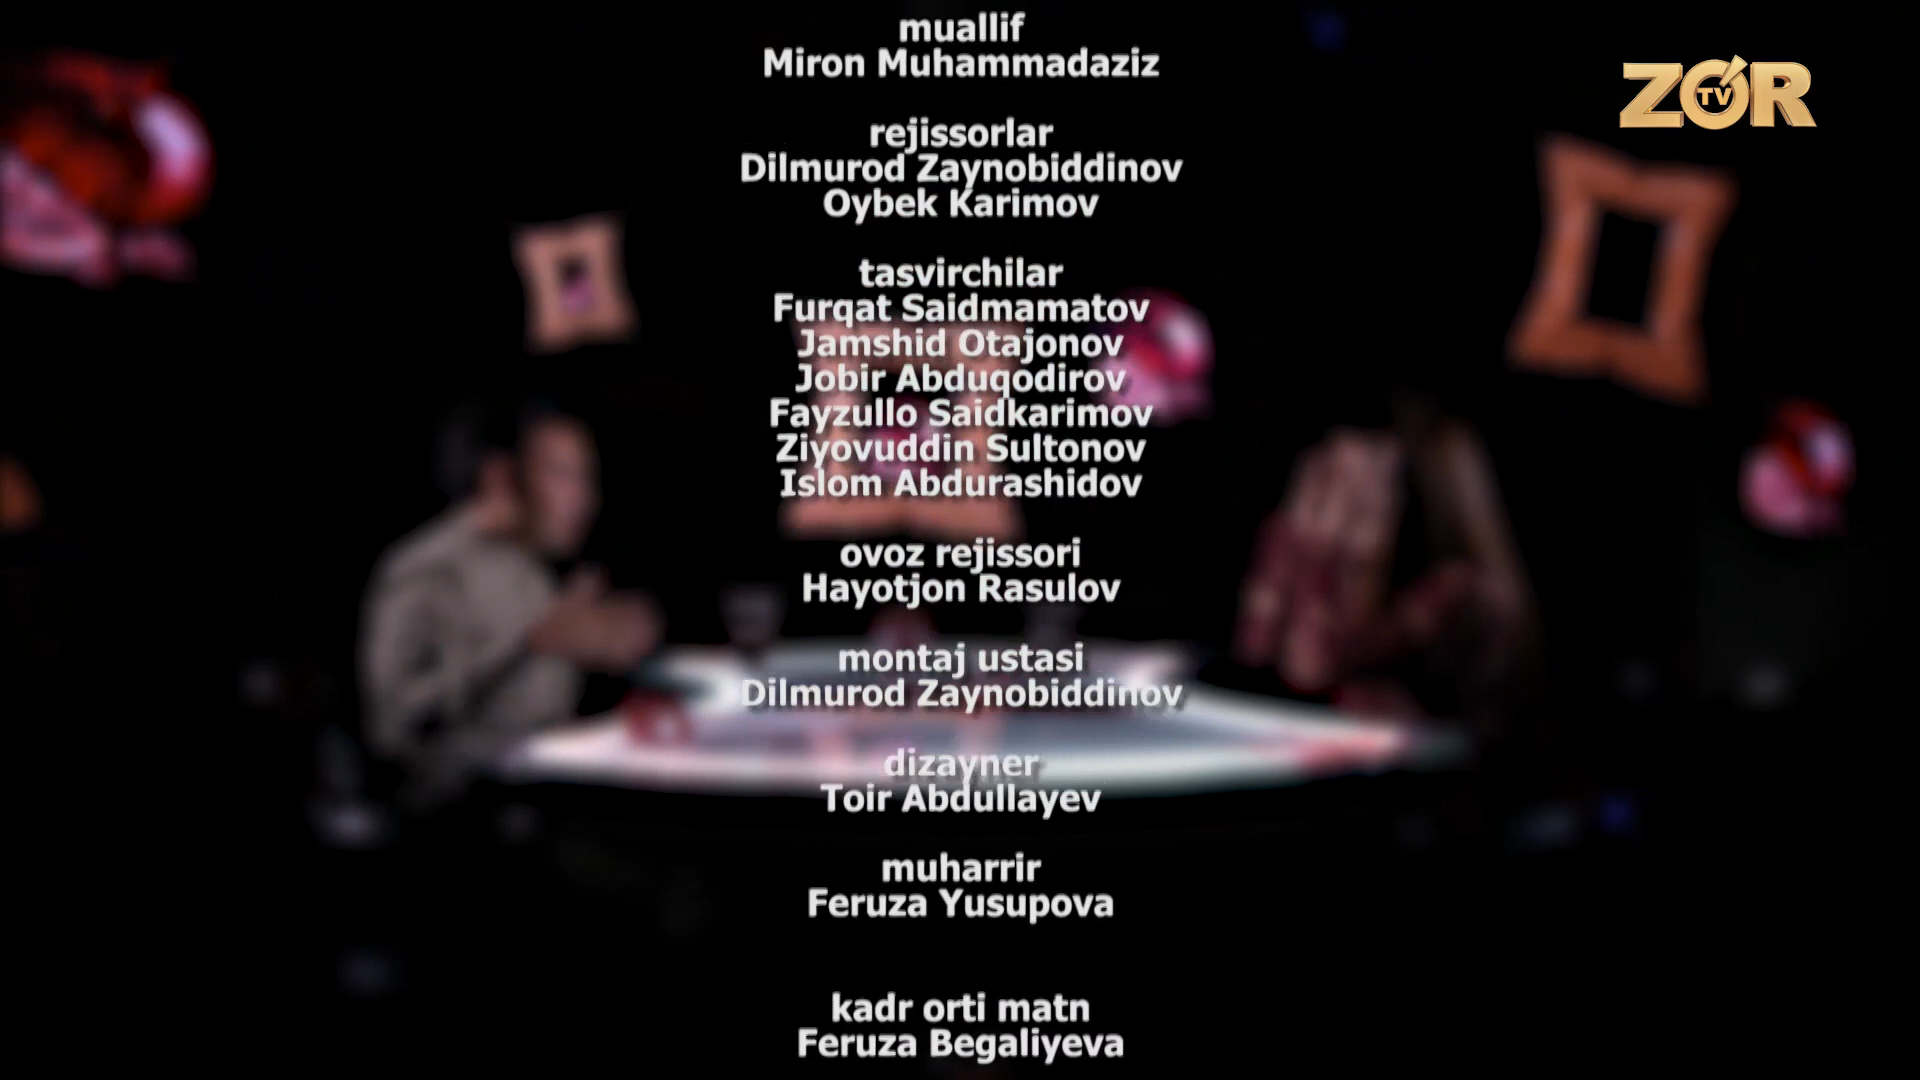 muallif
Miron Muhammadaziz
rejissorlar
Dilmurod Zaynobiddinov
Oybek Karimov
tasvirchilar
Furqat Saidmamatov
Jamshid Otajonov
Jobir Abduqodirov
Fayzullo Saidkarimov
Ziyovuddin Sultonov
Islom Abdurashidov
ovoz rejissori
Hayotjon Rasulov
montaj ustasi
Dilmurod Zaynobiddinov
dizayner
Toir Abdullayev
muharrir
Feruza Yusupova
kadr orti matn
Feruza Begaliyeva
ZÓR
TV